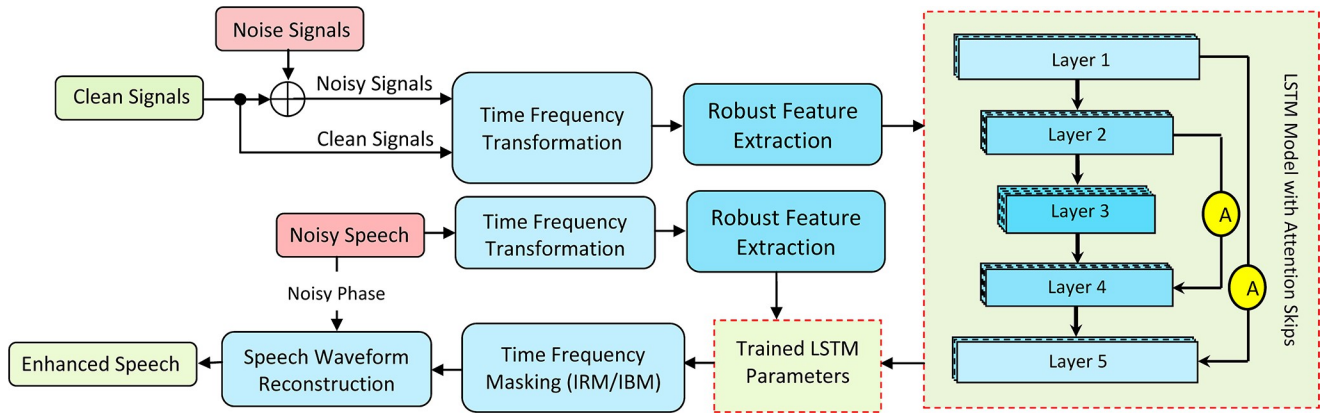 Noise Signals
Clean Signals
Noisy Signals
Clean Signals
Time Frequency
Transformation
Robust Feature
Extraction
Noisy Speech
Time Frequency
Transformation
Robust Feature
Extraction
Noisy Phase
Enhanced Speech
Speech Waveform
Reconstruction
Time Frequency
Masking (IRM/IBM)
Trained LSTM
Parameters
Layer 1
Layer 2
Layer 3
Layer 4
Layer 5
A
A
LSTM Model with Attention Skips